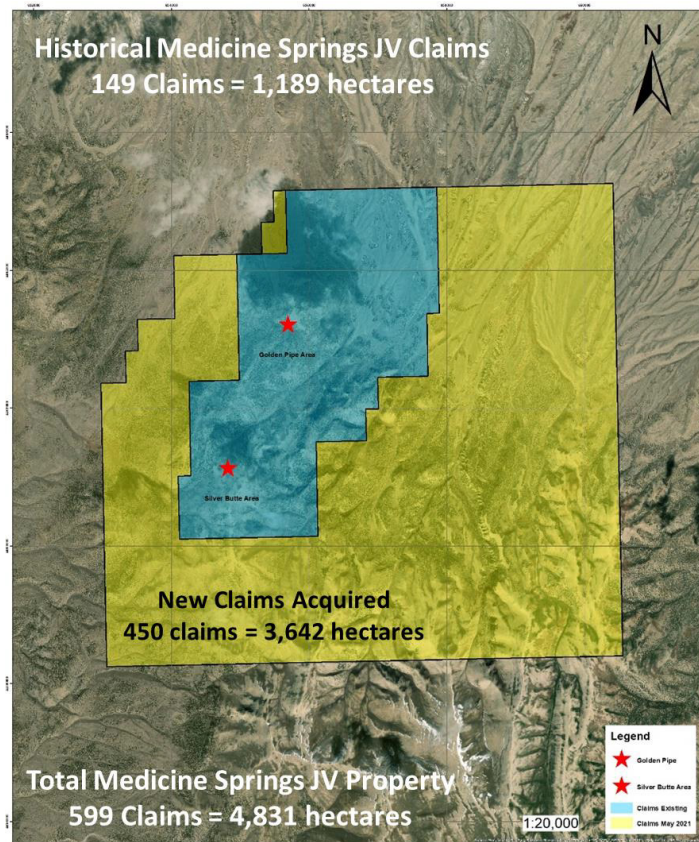 Historical Medicine Springs JV Claims
149 Claims = 1,189 hectares
N
Golden Pipe Area
Silver Butte Area
New Claims Acquired
450 claims = 3,642 hectares
Total Medicine Springs JV Property
599 Claims = 4,831 hectares
1:20,000
Legend
Golden Pipe
Silver Butte Area
Claims Existing
Claims May 2021